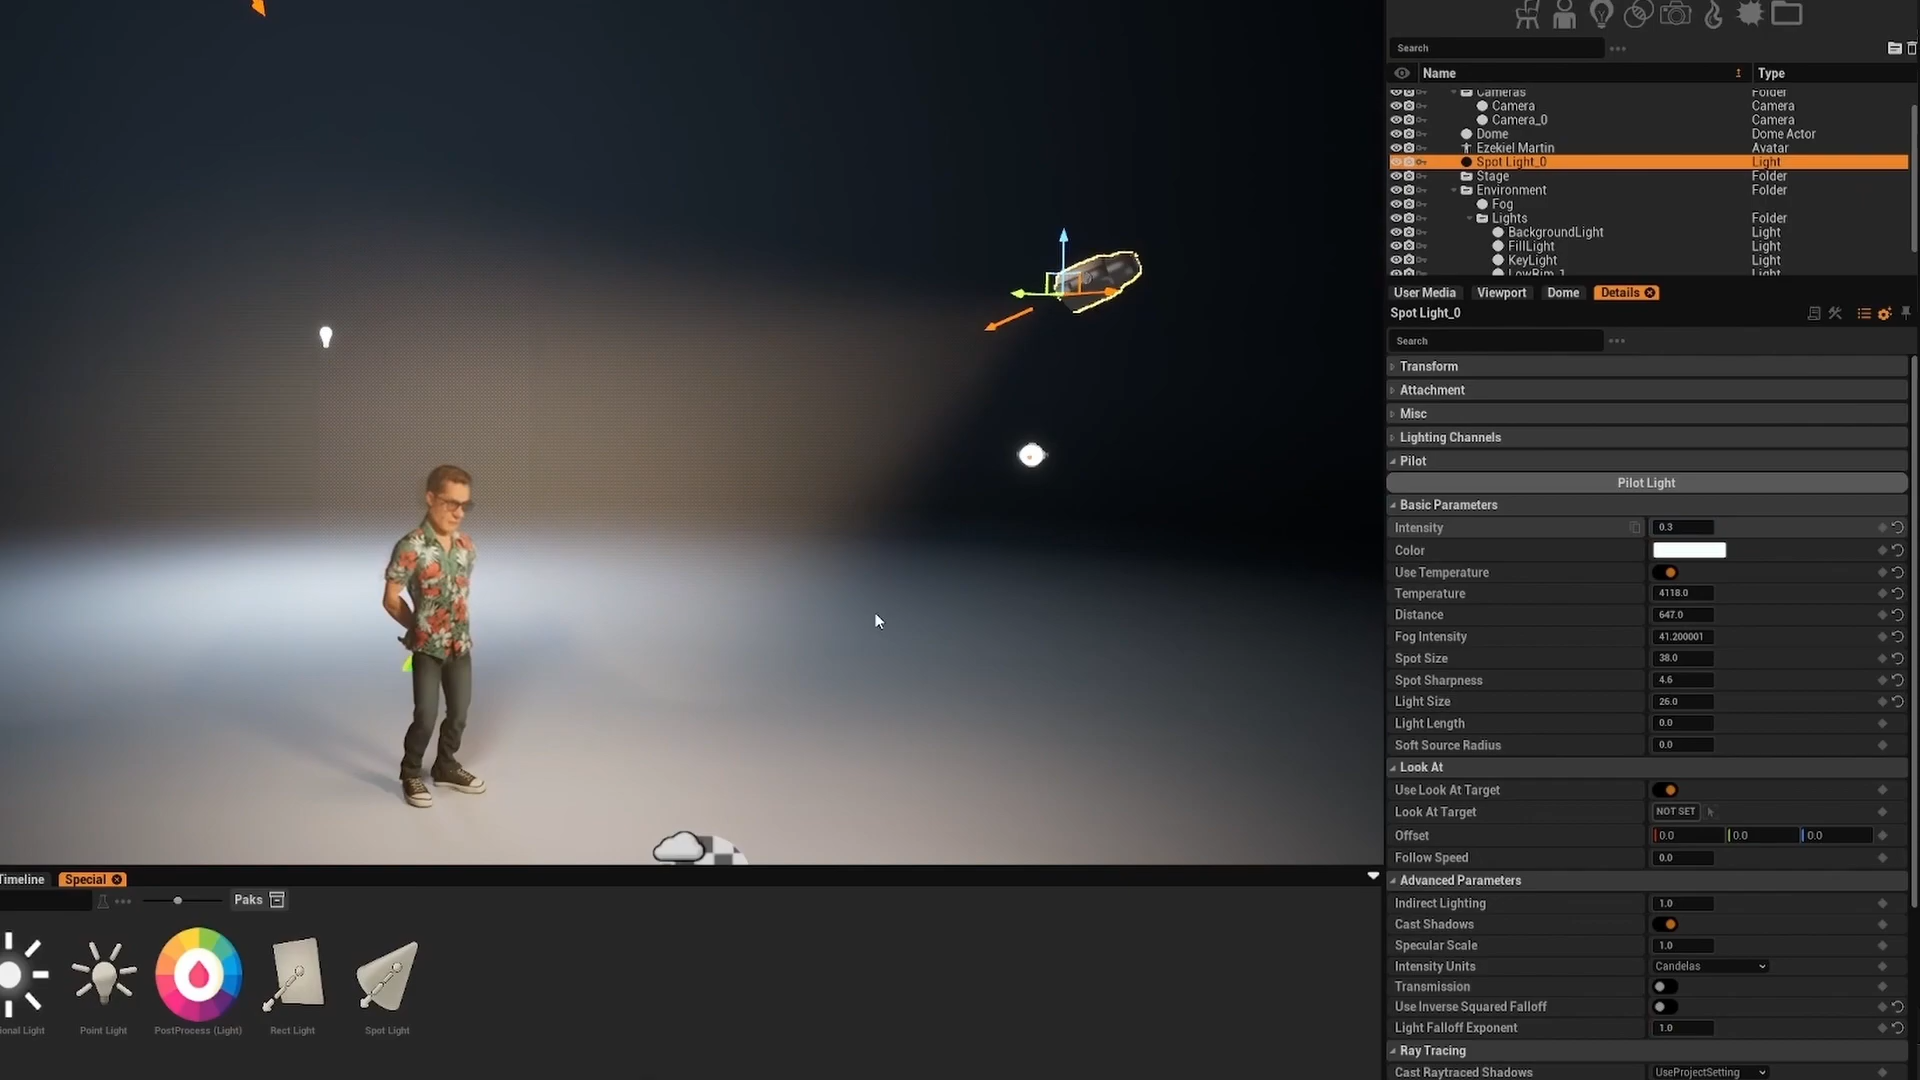 Search
Name Type
Cameras Folder
Camera Camera
Camera_0 Camera
Dome Dome Actor
Ezekiel Martin Avatar
Spot Light_0 Light
Stage Folder
Environment Folder
Fog
Lights Folder
BackgroundLight Light
FillLight Light
KeyLight Light
LowRim_1 Light
User Media Viewport Dome Details
Spot Light_0
Search
Transform
Attachment
Misc
Lighting Channels
Pilot
Pilot Light
Basic Parameters
Intensity 0.3
Color
Use Temperature
Temperature 4118.0
Distance 647.0
Fog Intensity 41.200001
Spot Size 38.0
Spot Sharpness 4.6
Light Size 26.0
Light Length 0.0
Soft Source Radius 0.0
Look At
Use Look At Target
Look At Target NOT SET
Offset 0.0 0.0 0.0
Follow Speed 0.0
Advanced Parameters
Indirect Lighting 1.0
Cast Shadows
Specular Scale 1.0
Intensity Units Candelas
Transmission
Use Inverse Squared Falloff
Light Falloff Exponent 1.0
Ray Tracing
Cast Raytraced Shadows UseProjectSetting
Timeline Special
Paks
ional Light Point Light PostProcess (Light) Rect Light Spot Light